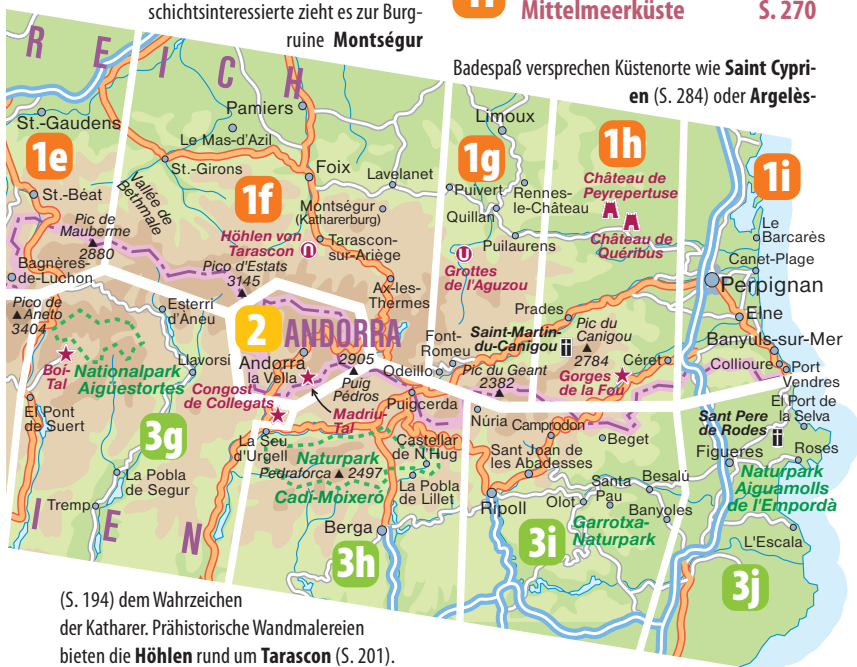 schichtsinteressierte zieht es zur Burg-
ruine Montségur
Mittelmeerküste S. 270
Badespaß versprechen Küstenorte wie Saint Cypri-
en (S. 284) oder Argelès-
R E I C H
Pamiers
St.-Gaudens
Le Mas-d'Azil
Limoux
1e
1f
1g
1h
1i
St.-Girons
Foix
Lavelanet
Château de
Peyrepertuse
St.-Béat
Vallée de
Bethmale
Montségur
(Katharerburg)
Puivert
Rennes-
le-Château
Quillan
Pic de
Mauberme
2880
Höhlen von
Tarascon
Tarascon-
sur-Ariège
Puilaurens
Château de
Quéribus
Le
Barcarès
Bagnères-
de-Luchon
Pico d'Estats
3145
Grottes
de l'Aguzou
Canet-Plage
Perpignan
Pico de
Aneto
3404
Esterri
d'Àneu
Ax-les-
Thermes
Prades
Elne
2
ANDORRA
Font-
Romeu
Saint-Martin-
du-Canigou
Pic du
Canigou
2784
Banyuls-sur-Mer
Boí-
Tal
Nationalpark
Aigüestortes
Llavorsi
Andorra
la Vella
2905
Puig
Pédros
Odeillo
Pic du Geant
2382
Céret
Collioure
Port
Vendres
Congost
de Collegats
Madriu-
Tal
Gorges
de la Fou
Puigcerda
El Pont
de Suert
3g
La Seu
d'Urgell
Núria
Camprodon
Beget
Sant Pere
de Rodes
El Port de
la Selva
Naturpark
Cadí-Moixeró
Pedraforca 2497
Castellar
de N'Hug
Sant Joan de
les Abadesses
Figueres
Roses
La Pobla
de Segur
La Pobla
de Lillet
Santa
Pau
Besalú
Naturpark
Aiguamolls
de l'Empordà
Tremp
Ripoll
Olot
Banyoles
I E N
Berga
Garrotxa-
Naturpark
L'Escala
3h
3i
3j
(S. 194) dem Wahrzeichen
der Katharer. Prähistorische Wandmalereien
bieten die Höhlen rund um Tarascon (S. 201).